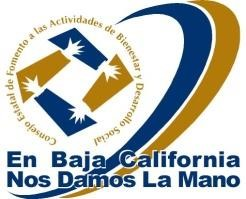 Consejo Estatal de Fomento a las Actividades de Bienestar y Desarrollo Social
En Baja California
Nos Damos La Mano